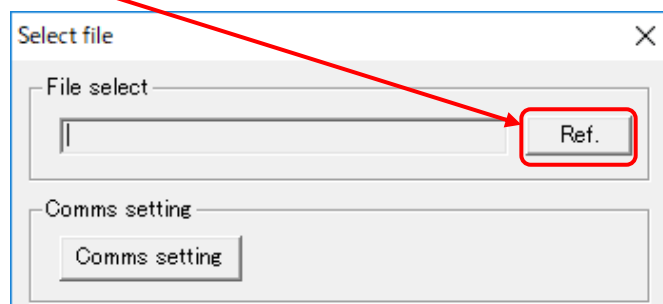 Select file
File select
Ref.
Comms setting
Comms setting